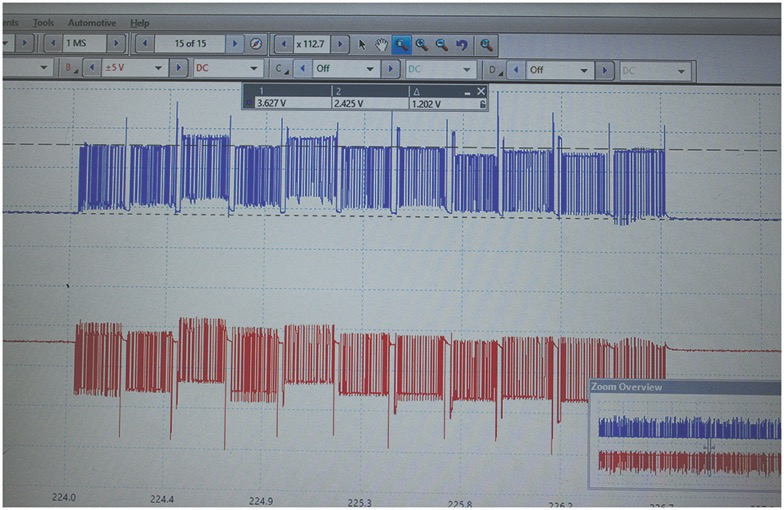 ents Tools Automotive Help
1 MS 15 of 15 x 112.7
B ±5 V DC C Off DC D Off DC
1 2 Δ
3.627 V 2.425 V 1.202 V
Zoom Overview
224.0 224.4 224.9 225.3 225.8 226.2 226.7